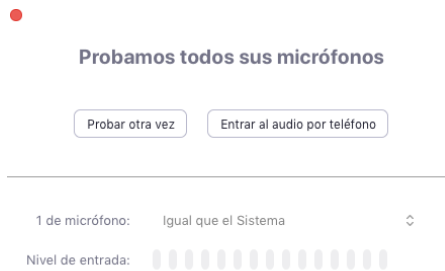 Probamos todos sus micrófonos
Probar otra vez Entrar al audio por teléfono
1 de micrófono: Igual que el Sistema
Nivel de entrada: